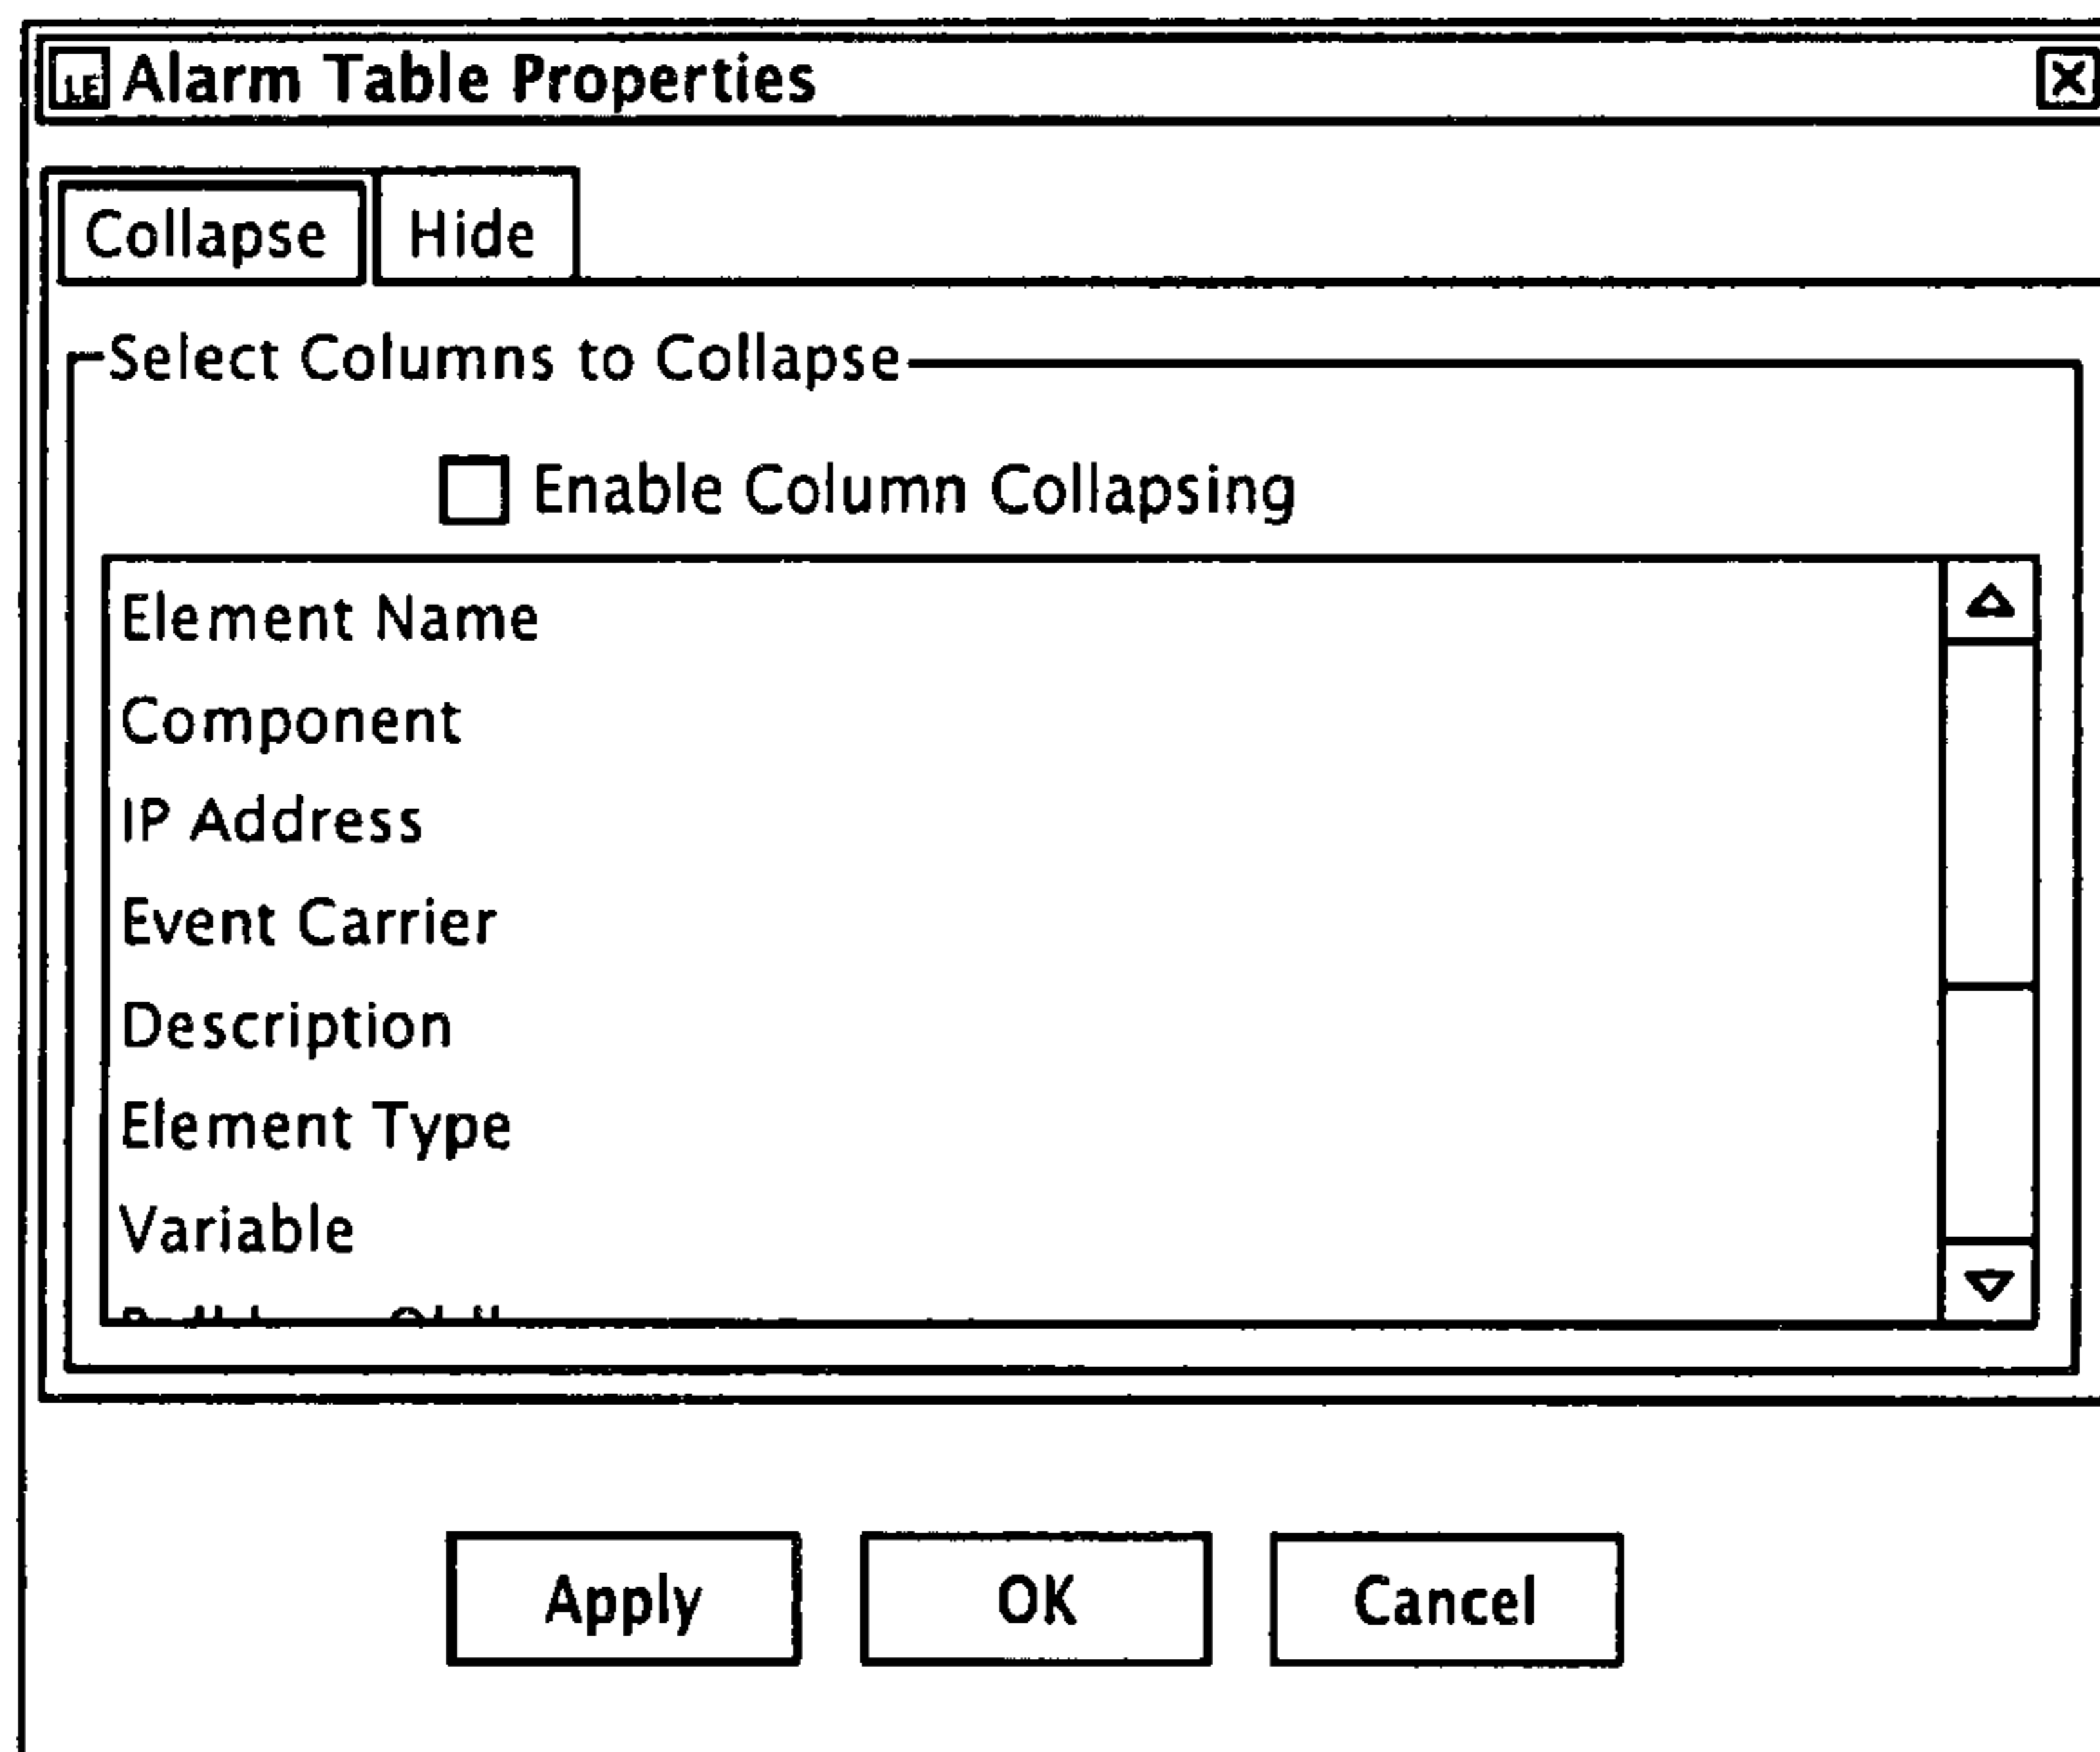 Alarm Table Properties
Collapse Hide
Select Columns to Collapse
Enable Column Collapsing
Element Name
Component
IP Address
Event Carrier
Description
Element Type
Variable
Apply OK Cancel